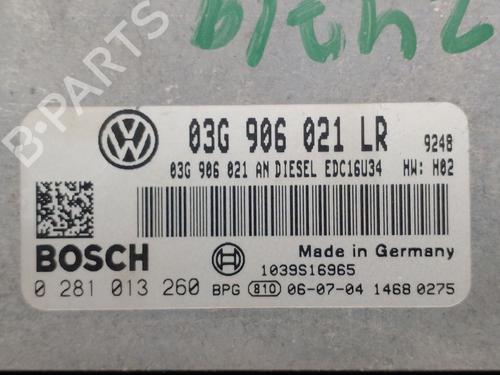 B-PARTS
03G 906 021 LR 9248
03G 906 021 AN DIESEL EDC16U34 HW: H02
BOSCH
Made in Germany
1039S16965
0 281 013 260 BPG 810 06-07-04 1468 0275